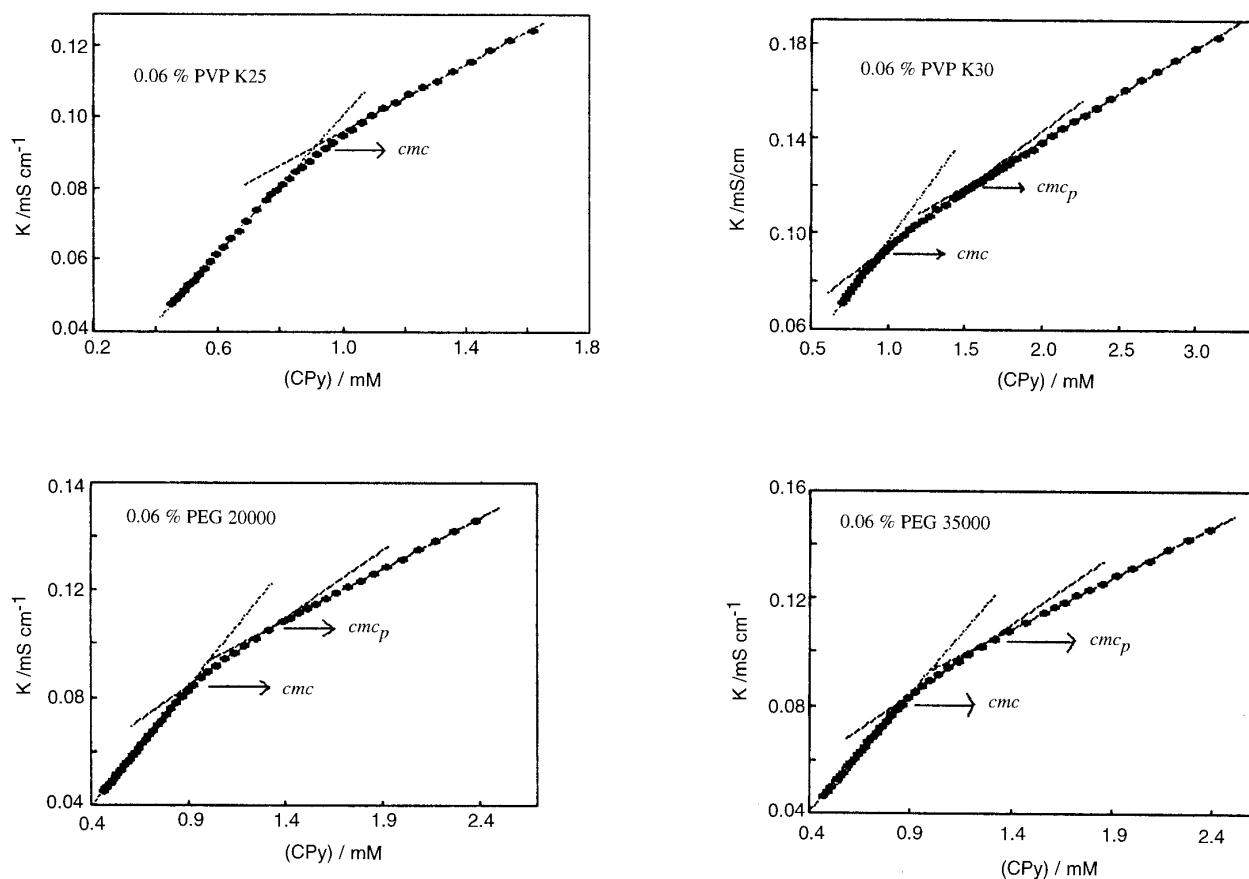 0.06 % PVP K25
K /mS cm-1
0.12
0.10
0.08
0.06
0.04
cmc
0.2 0.6 1.0 1.4 1.8
(CPy) / mM
0.06 % PVP K30
K /mS/cm
0.18
0.14
0.10
0.06
cmcp
cmc
0.5 1.0 1.5 2.0 2.5 3.0
(CPy) / mM
0.06 % PEG 20000
K /mS cm-1
0.14
0.12
0.08
0.04
cmcp
cmc
0.4 0.9 1.4 1.9 2.4
(CPy) / mM
0.06 % PEG 35000
K /mS cm-1
0.16
0.12
0.08
0.04
cmcp
cmc
0.4 0.9 1.4 1.9 2.4
(CPy) / mM